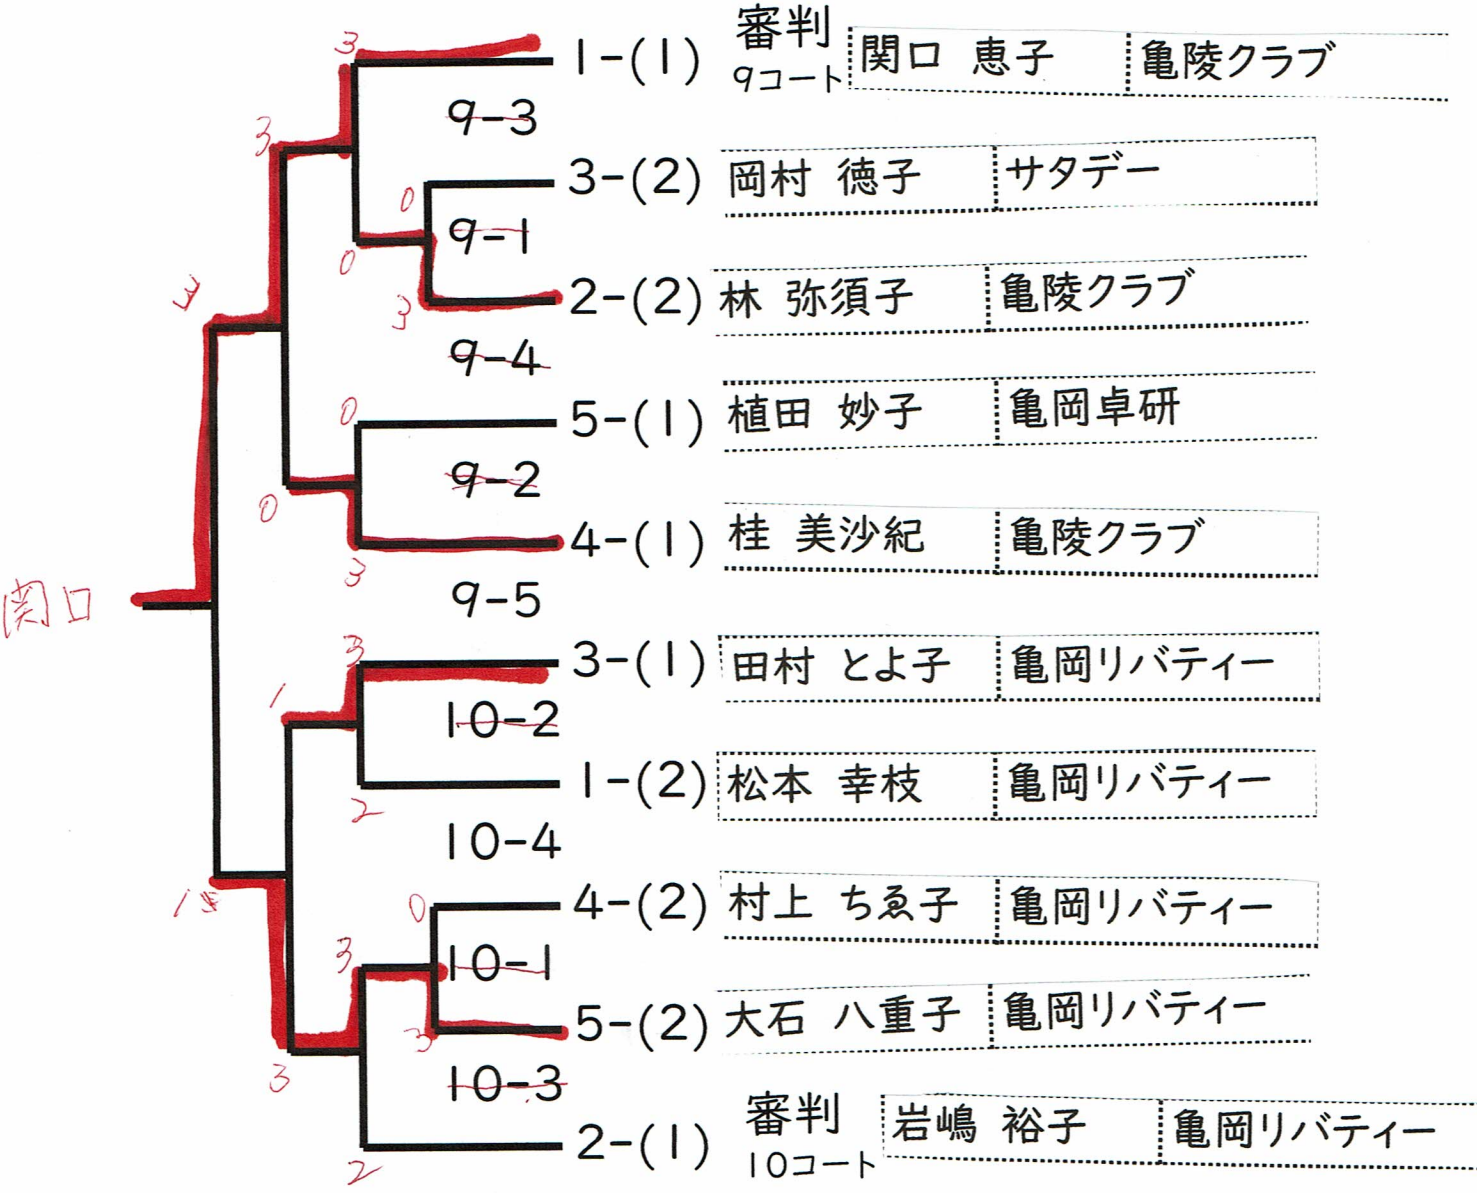 審判
3
1-(1) 関口 恵子 亀陵クラブ
9コート
9-3
3
0 3-(2) 岡村 徳子 サタデー
9-1
0
3 2-(2) 林 弥須子 亀陵クラブ
3
9-4
0 5-(1) 植田 妙子 亀岡卓研
9-2
0
4-(1) 桂 美沙紀 亀陵クラブ
3
関口
9-5
3 3-(1) 田村 とよ子 亀岡リバティー
1
10-2
1-(2) 松本 幸枝 亀岡リバティー
2
10-4
1
0 4-(2) 村上 ちゑ子 亀岡リバティー
3 10-1
3 5-(2) 大石 八重子 亀岡リバティー
3
10-3
審判
2-(1) 岩嶋 裕子 亀岡リバティー
10コート
2